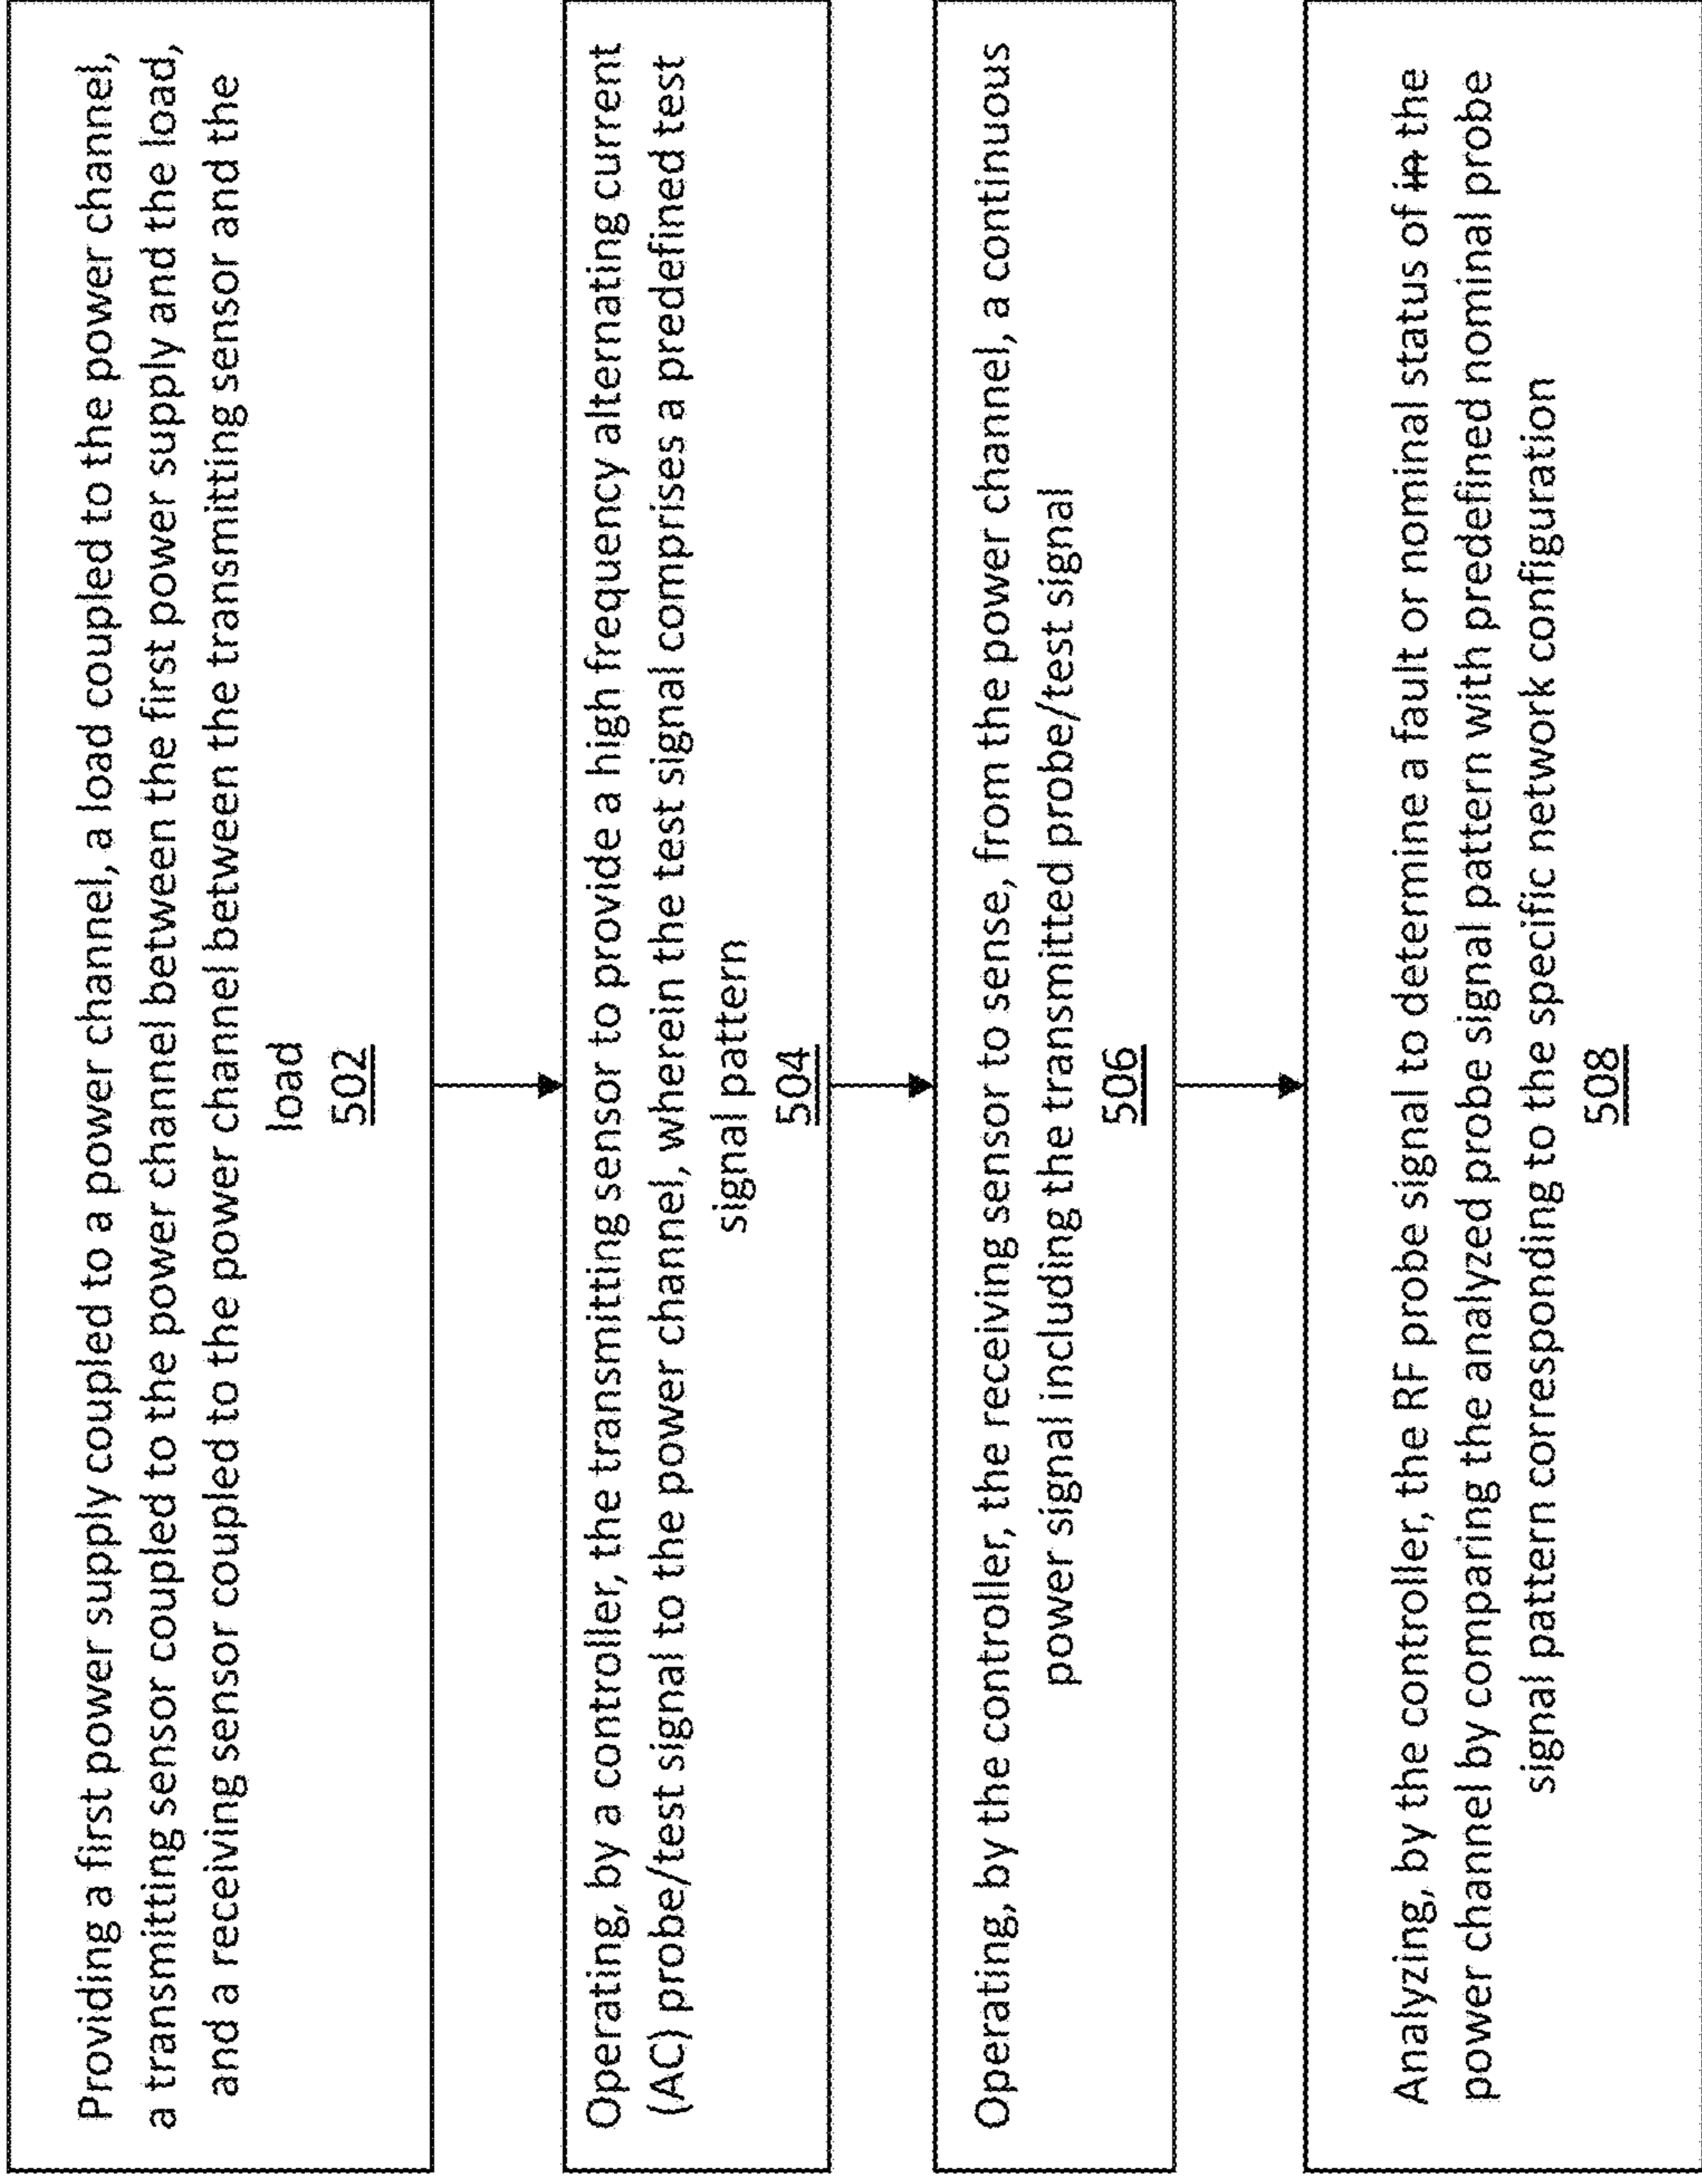 Providing a first power supply coupled to a power channel, a load coupled to the power channel,
a transmitting sensor coupled to the power channel between the first power supply and the load,
and a receiving sensor coupled to the power channel between the transmitting sensor and the
load
502
Operating, by a controller, the transmitting sensor to provide a high frequency alternating current
(AC) probe/test signal to the power channel, wherein the test signal comprises a predefined test
signal pattern
504
Operating, by the controller, the receiving sensor to sense, from the power channel, a continuous
power signal including the transmitted probe/test signal
506
Analyzing, by the controller, the RF probe signal to determine a fault or nominal status of in the
power channel by comparing the analyzed probe signal pattern with predefined nominal probe
signal pattern corresponding to the specific network configuration
508